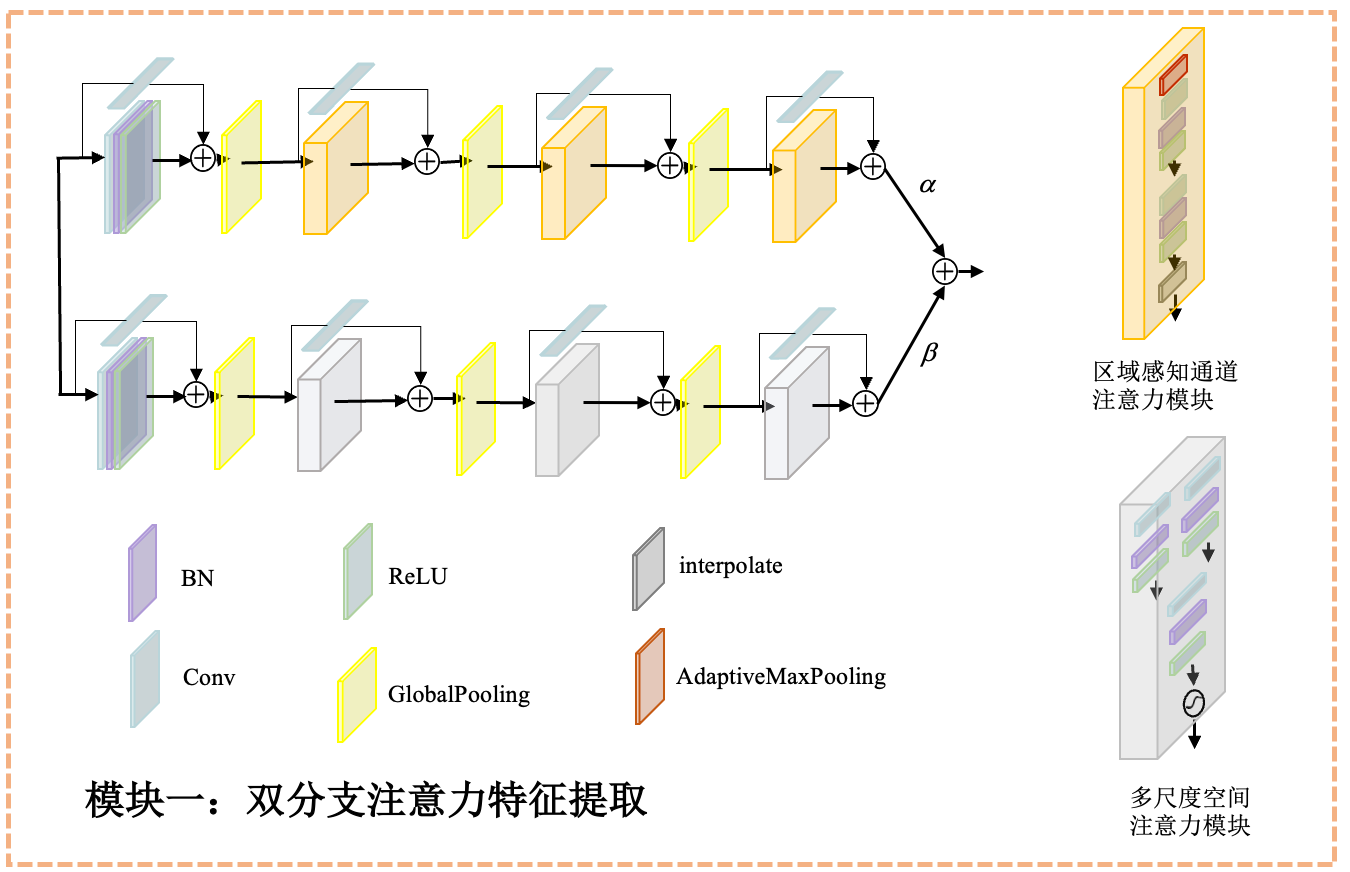 α
β
区域感知通道
注意力模块
BN
ReLU
interpolate
Conv
GlobalPooling
AdaptiveMaxPooling
模块一：双分支注意力特征提取
多尺度空间
注意力模块